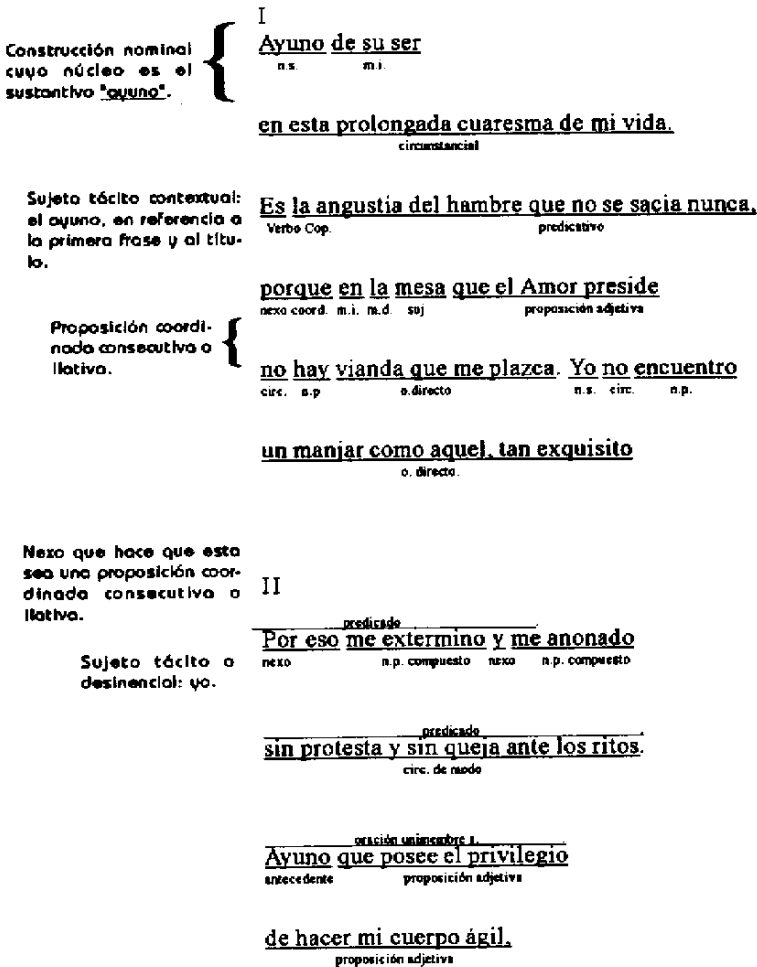 I
Construcción nominal
cuyo núcleo es el
sustantivo "ayuno".
Ayuno de su ser
n.s. m.i.
en esta prolongada cuaresma de mi vida.
circunstancial
Sujeto tácito contextual:
el ayuno, en referencia a
la primera frase y al títu-
lo.
Es la angustia del hambre que no se sacia nunca,
Verbo Cop. predicativo
porque en la mesa que el Amor preside
nexo coord. m.i. m.d. suj proposición adjetiva
Proposición coordi-
nada consecutiva o
ilativa.
no hay vianda que me plazca. Yo no encuentro
circ. n.p o.directo n.s. circ. n.p.
un manjar como aquel, tan exquisito
o. directo.
Nexo que hace que esta
sea una proposición coor-
dinada consecutiva o
ilativa.
II
predicado
Por eso me extermino y me anonado
nexo n.p. compuesto nexo n.p. compuesto
Sujeto tácito o
desinencial: yo.
predicado
sin protesta y sin queja ante los ritos.
circ. de modo
oración unimembre 1.
Ayuno que posee el privilegio
antecedente proposición adjetiva
de hacer mi cuerpo ágil,
proposición adjetiva